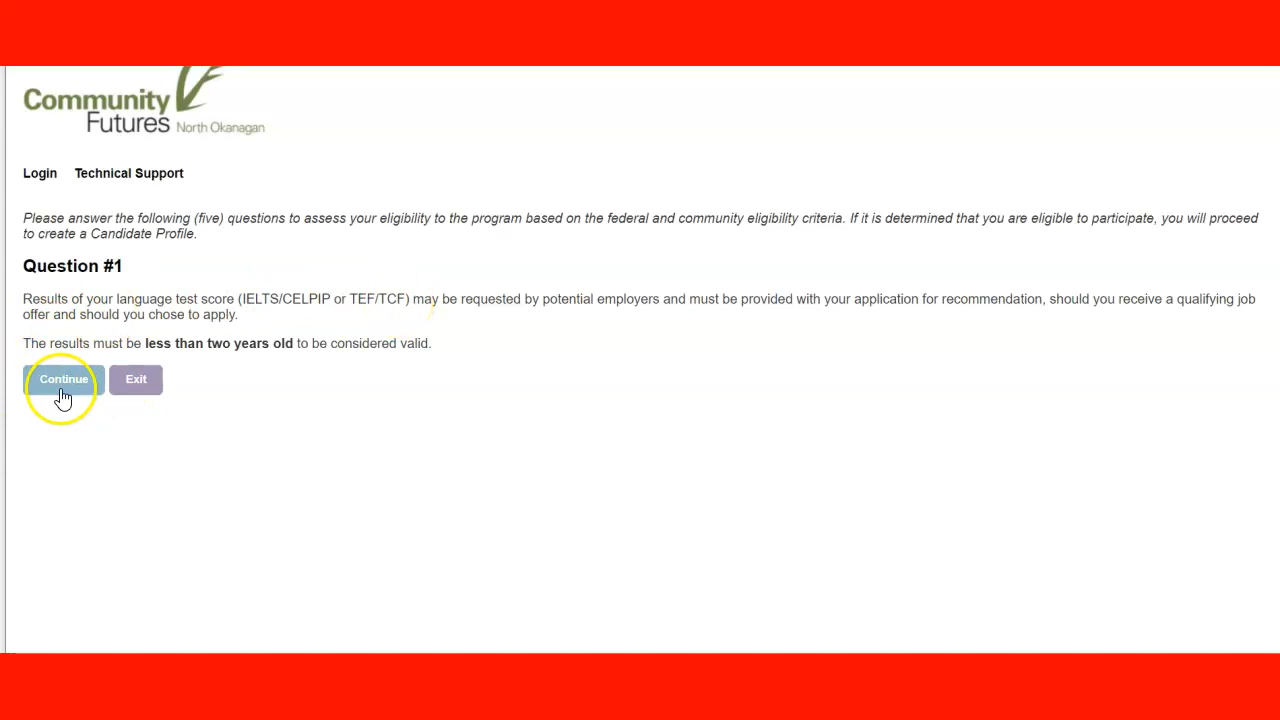 Community
Futures North Okanagan
Login Technical Support
Please answer the following (five) questions to assess your eligibility to the program based on the federal and community eligibility criteria. If it is determined that you are eligible to participate, you will proceed
to create a Candidate Profile.
Question #1
Results of your language test score (IELTS/CELPIP or TEF/TCF) may be requested by potential employers and must be provided with your application for recommendation, should you receive a qualifying job
offer and should you chose to apply.
The results must be less than two years old to be considered valid.
Continue Exit